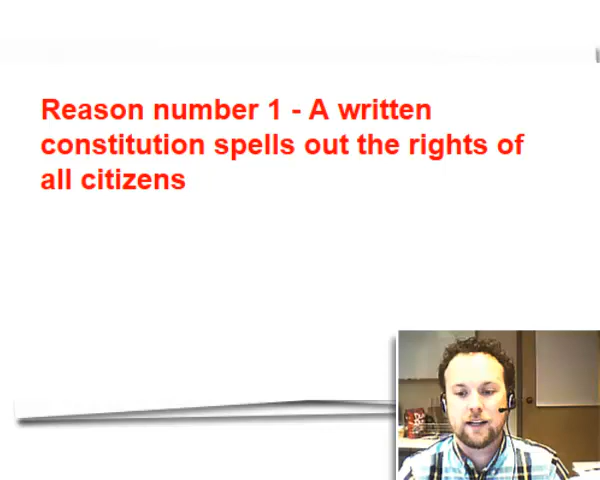 Reason number 1 - A written
constitution spells out the rights of
all citizens